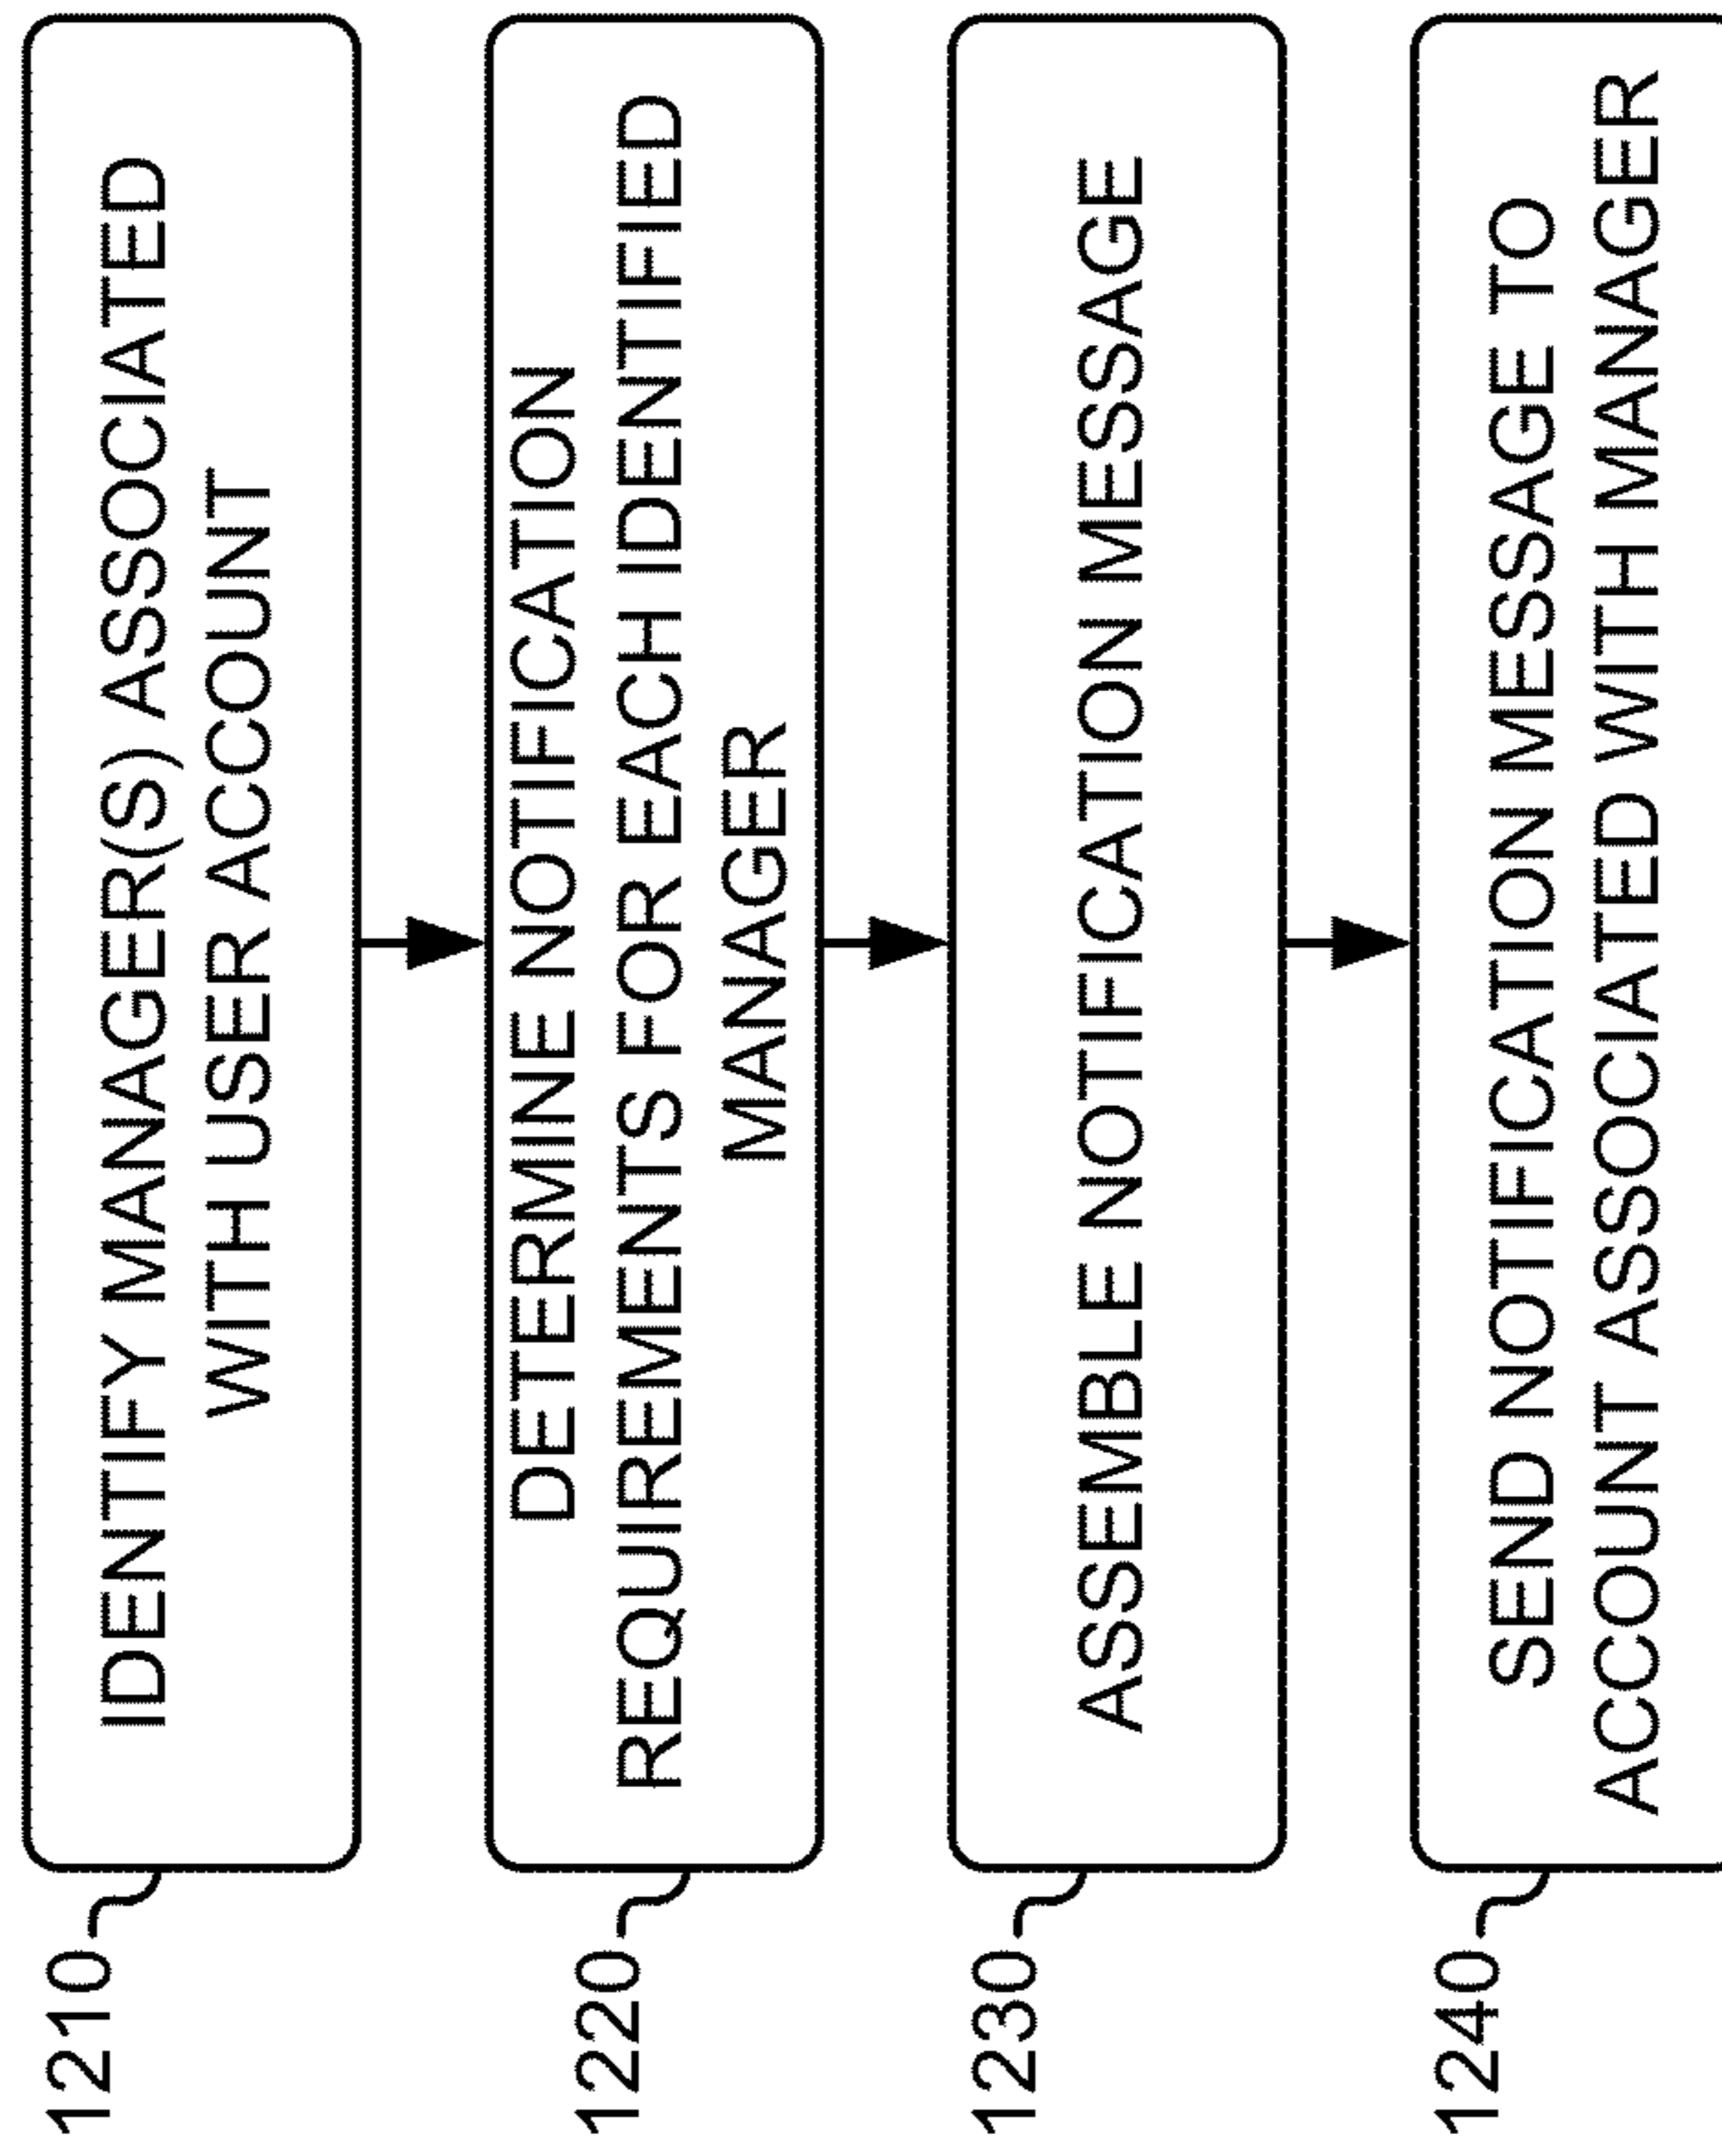 1210
IDENTIFY MANAGER(S) ASSOCIATED
WITH USER ACCOUNT
1220
DETERMINE NOTIFICATION
REQUIREMENTS FOR EACH IDENTIFIED
MANAGER
1230
ASSEMBLE NOTIFICATION MESSAGE
1240
SEND NOTIFICATION MESSAGE TO
ACCOUNT ASSOCIATED WITH MANAGER